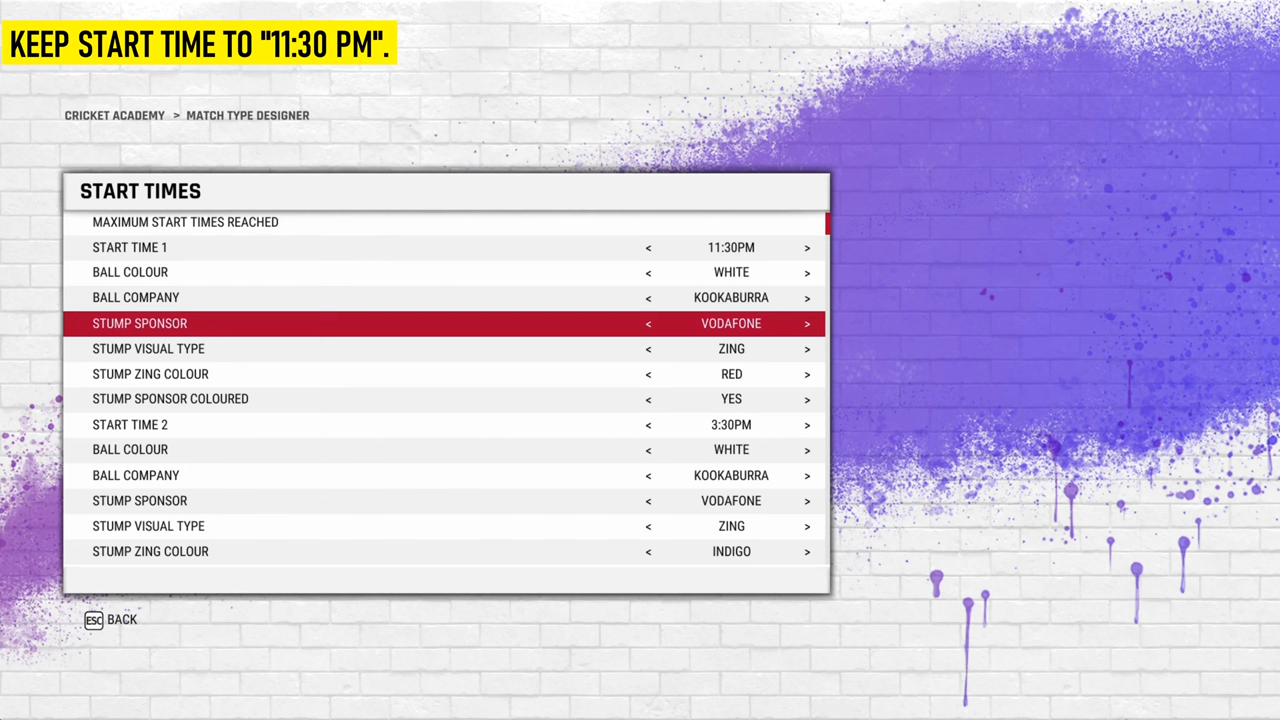 KEEP START TIME TO "11:30 PM".
CRICKET ACADEMY > MATCH TYPE DESIGNER
START TIMES
MAXIMUM START TIMES REACHED
START TIME 1 < 11:30PM >
BALL COLOUR < WHITE >
BALL COMPANY < KOOKABURRA >
STUMP SPONSOR < VODAFONE >
STUMP VISUAL TYPE < ZING >
STUMP ZING COLOUR < RED >
STUMP SPONSOR COLOURED < YES >
START TIME 2 < 3:30PM >
BALL COLOUR < WHITE >
BALL COMPANY < KOOKABURRA >
STUMP SPONSOR < VODAFONE >
STUMP VISUAL TYPE < ZING >
STUMP ZING COLOUR < INDIGO >
ESC BACK